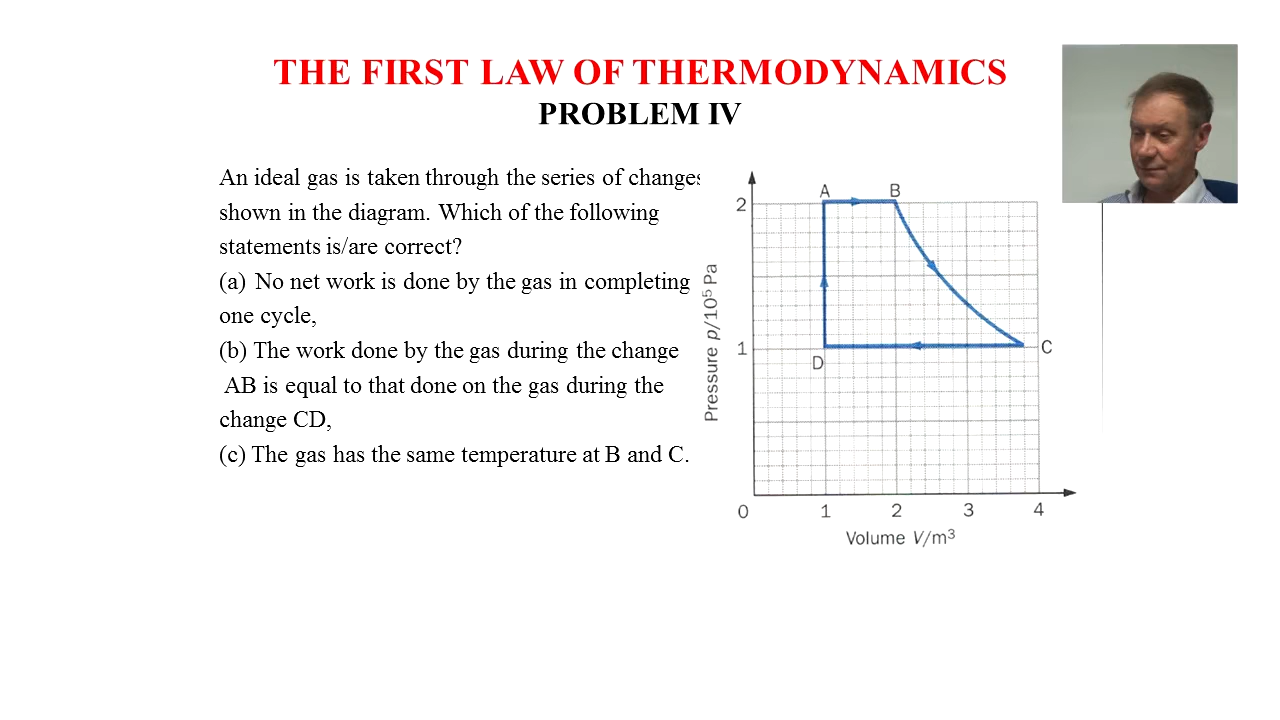 THE FIRST LAW OF THERMODYNAMICS
PROBLEM IV
An ideal gas is taken through the series of changes
shown in the diagram. Which of the following
statements is/are correct?
(a) No net work is done by the gas in completing
one cycle,
(b) The work done by the gas during the change
AB is equal to that done on the gas during the
change CD,
(c) The gas has the same temperature at B and C.
A B
2
Pressure p/10⁵ Pa
1
D
C
0 1 2 3 4
Volume V/m³